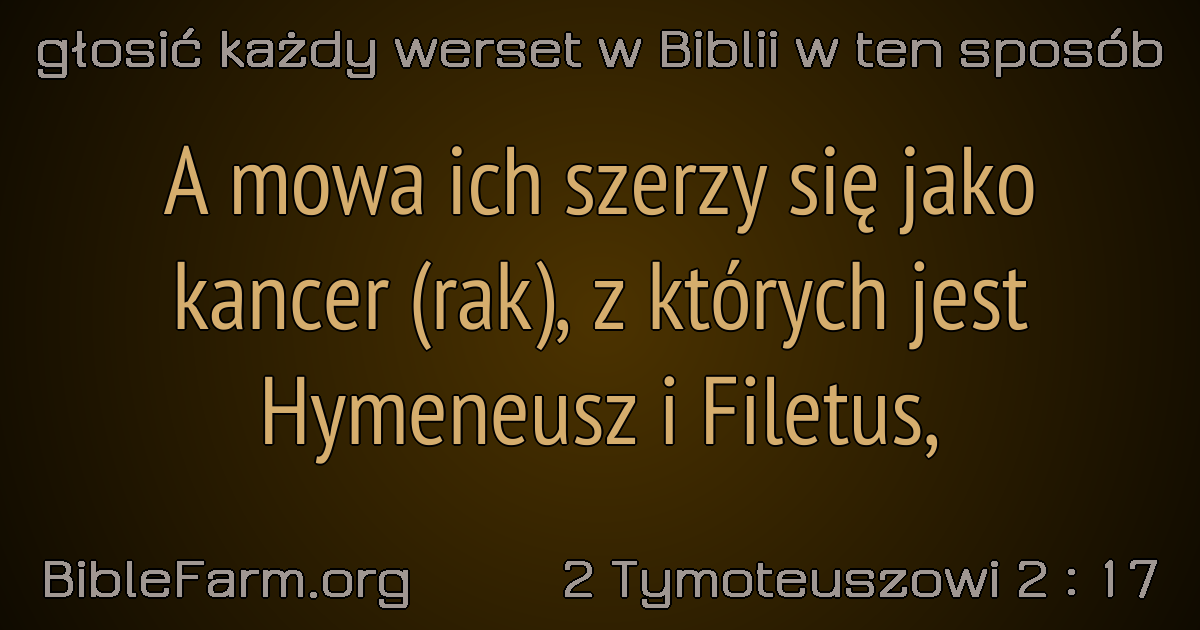 głosić każdy werset w Biblii w ten sposób
A mowa ich szerzy się jako
kancer (rak), z których jest
Hymeneusz i Filetus,
BibleFarm.org
2 Tymoteuszowi 2 : 17